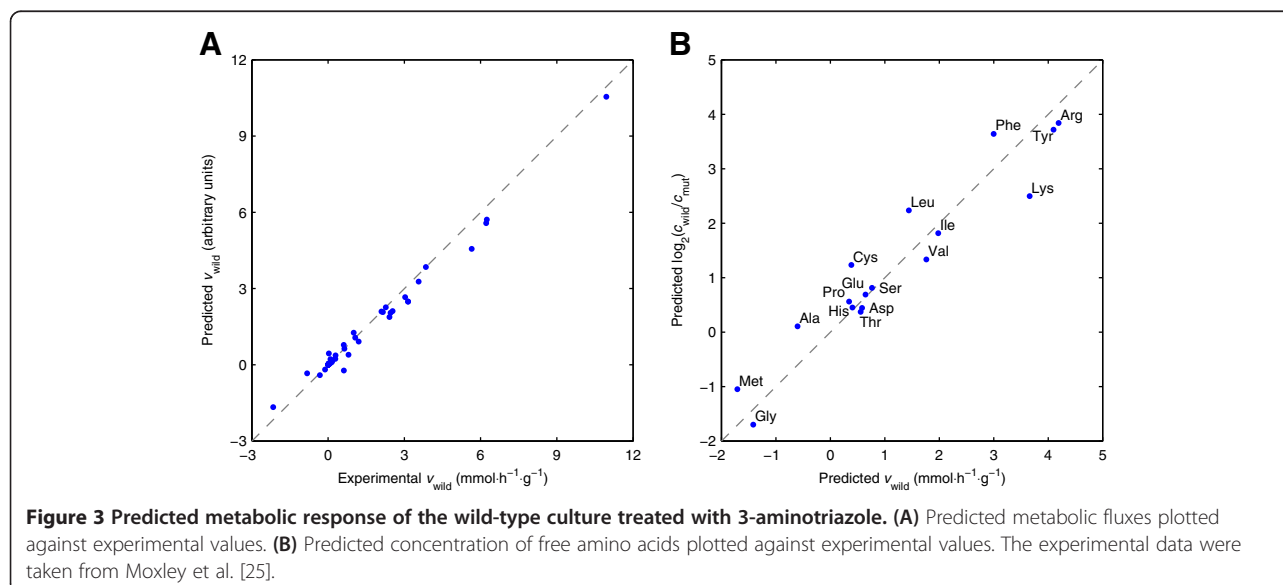 A
12
9
6
3
0
−3
−3
0
3
6
9
12
Predicted vwild (arbitrary units)
Experimental vwild (mmol·h−1·g−1)
B
5
4
3
2
1
0
−1
−2
−2
−1
0
1
2
3
4
5
Predicted log2(cwild/cmut)
Predicted vwild (mmol·h−1·g−1)
Phe
Arg
Tyr
Lys
Leu
Ile
Val
Cys
Glu
Ser
Pro
His
Asp
Thr
Ala
Met
Gly
Figure 3 Predicted metabolic response of the wild-type culture treated with 3-aminotriazole. (A) Predicted metabolic fluxes plotted
against experimental values. (B) Predicted concentration of free amino acids plotted against experimental values. The experimental data were
taken from Moxley et al. [25].